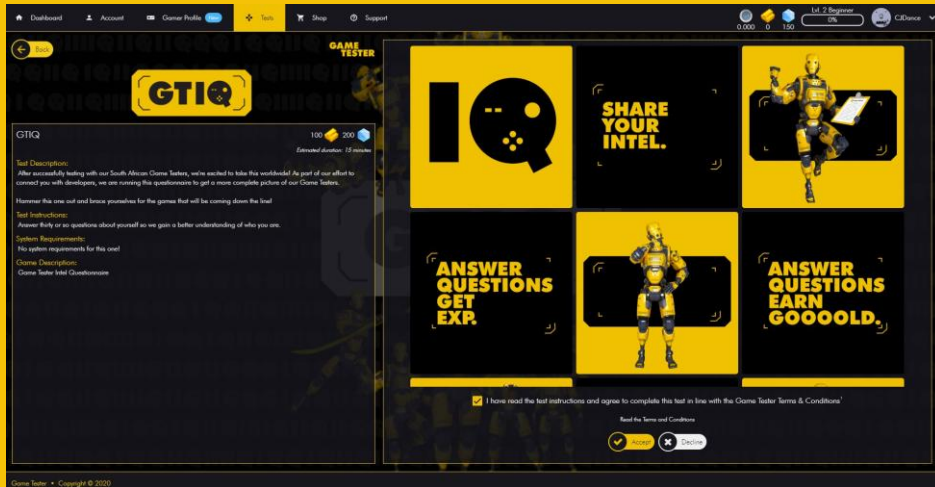 Dashboard Account Gamer Profile New Tests Shop Support
0.000 0 150
Lvl. 2 Beginner
0%
CJDance
Back
GAME
TESTER
GTIQ
GTIQ
100 200
Estimated duration: 15 minutes
Test Description:
After successfully testing with our South African Game Testers, we're excited to take this worldwide! As part of our effort to
connect you with developers, we are running this questionnaire to get a more complete picture of our Game Testers.
Hammer this one out and brace yourselves for the games that will be coming down the line!
Test Instructions:
Answer thirty or so questions about yourself so we gain a better understanding of who you are.
System Requirements:
No system requirements for this one!
Game Description:
Game Tester Intel Questionnaire
IQ
SHARE
YOUR
INTEL.
ANSWER
QUESTIONS
GET
EXP.
ANSWER
QUESTIONS
EARN
GOOOOLD.
I have read the test instructions and agree to complete this test in line with the Game Tester Terms & Conditions
Read the Terms and Conditions
Accept Decline
Game Tester • Copyright © 2020